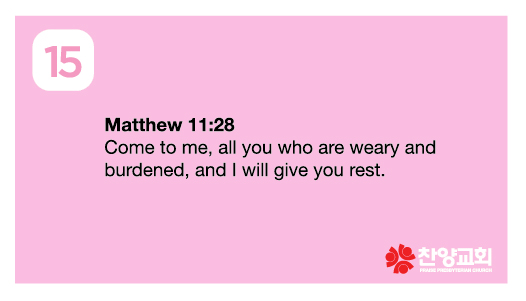 15
Matthew 11:28
Come to me, all you who are weary and
burdened, and I will give you rest.
찬양교회
PRAISE PRESBYTERIAN CHURCH